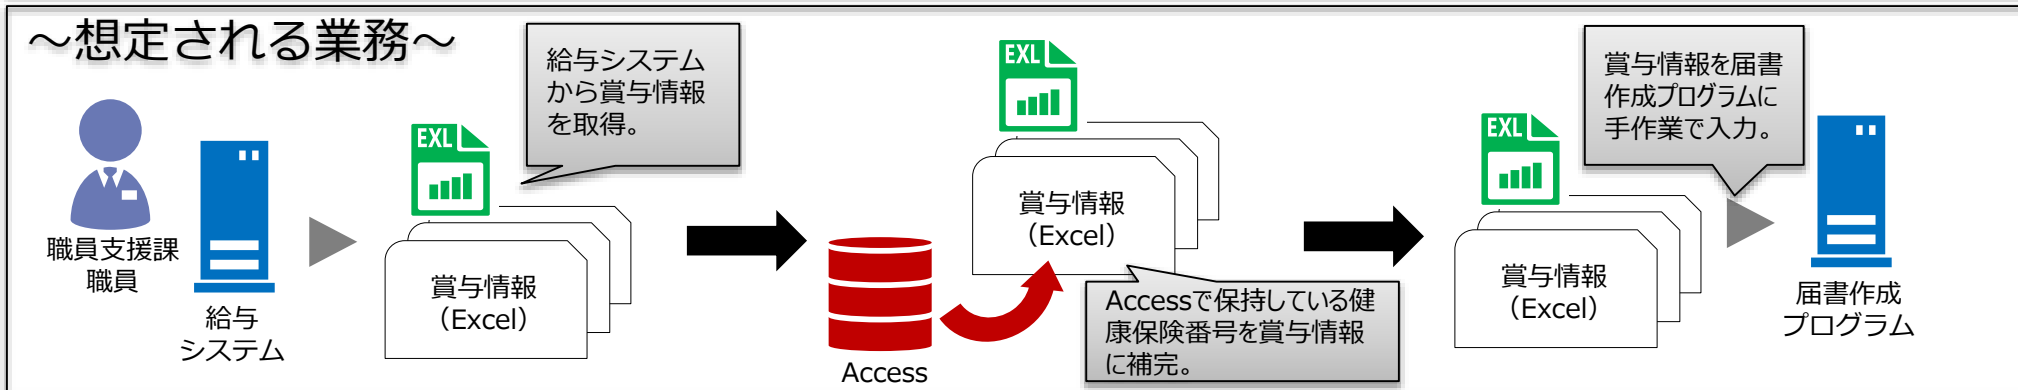 ～想定される業務～
職員支援課
職員
給与
システム
EXL
賞与情報
（Excel）
給与システム
から賞与情報
を取得。
Access
EXL
賞与情報
（Excel）
Accessで保持している健
康保険番号を賞与情報
に補完。
EXL
賞与情報
（Excel）
賞与情報を届書
作成プログラムに
手作業で入力。
届書作成
プログラム